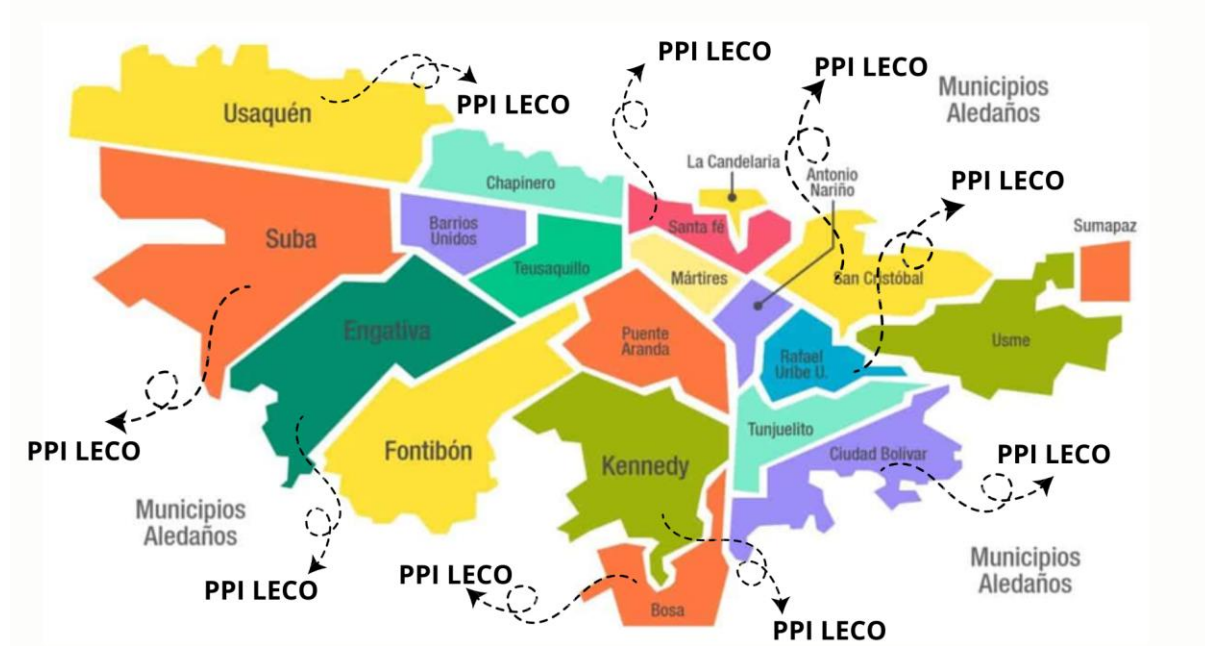 PPI LECO
PPI LECO
PPI LECO
Municipios
Aledaños
Usaquén
La Candelaria
Antonio
Nariño
Chapinero
PPI LECO
Barrios
Unidos
Santa fé
Sumapaz
Suba
Teusaquillo
Mártires
San Cristóbal
Engativa
Puente
Aranda
Usme
Rafael
Uribe U.
Tunjuelito
PPI LECO
Fontibón
Kennedy
Ciudad Bolívar
PPI LECO
Municipios
Aledaños
Municipios
Aledaños
PPI LECO
PPI LECO
Bosa
PPI LECO